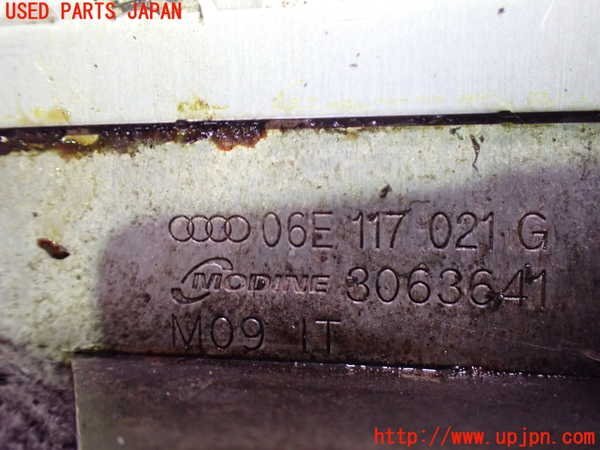 USED PARTS JAPAN
06E 117 021 G
MODINE 3063641
M09 IT
http://www.upjpn.com/